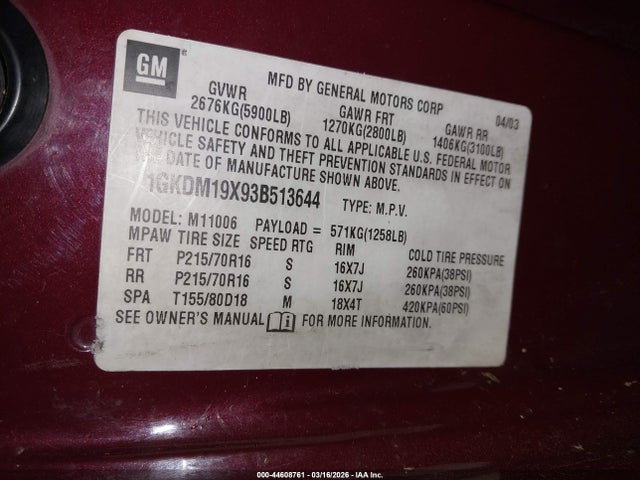 GM
MFD BY GENERAL MOTORS CORP 04/03
GVWR GAWR FRT GAWR RR
2676KG(5900LB) 1270KG(2800LB) 1406KG(3100LB)
THIS VEHICLE CONFORMS TO ALL APPLICABLE U.S. FEDERAL MOTOR
VEHICLE SAFETY AND THEFT PREVENTION STANDARDS IN EFFECT ON
THE DATE OF MANUFACTURE SHOWN ABOVE.
1GKDM19X93B513644 TYPE: M.P.V.
MODEL: M11006 PAYLOAD = 571KG(1258LB)
MPAW TIRE SIZE SPEED RTG RIM COLD TIRE PRESSURE
FRT P215/70R16 S 16X7J 260KPA(38PSI)
RR P215/70R16 S 16X7J 260KPA(38PSI)
SPA T155/80D18 M 18X4T 420KPA(60PSI)
SEE OWNER'S MANUAL i FOR MORE INFORMATION.
000-44608761 - 03/16/2026 - IAA Inc.